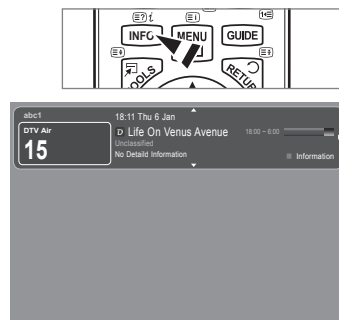 INFO MENU GUIDE
TOOLS RETURN
abc1
18:11 Thu 6 Jan
DTV Air
15
D Life On Venus Avenue 18:00 ~ 6:00
Unclassified
No Detaild Information
Information